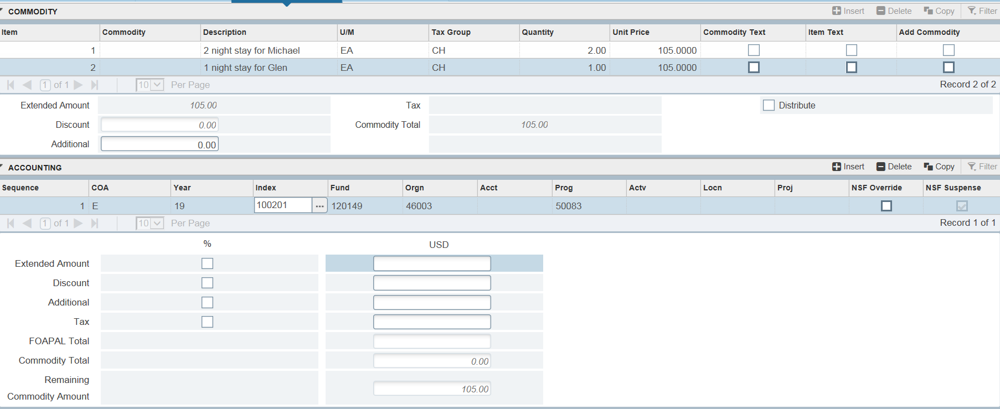 COMMODITY Insert Delete Copy Filter
Item Commodity Description U/M Tax Group Quantity Unit Price Commodity Text Item Text Add Commodity
1 2 night stay for Michael EA CH 2.00 105.0000
2 1 night stay for Glen EA CH 1.00 105.0000
1 of 1 10 Per Page Record 2 of 2
Extended Amount 105.00 Tax Distribute
Discount 0.00 Commodity Total 105.00
Additional 0.00
ACCOUNTING Insert Delete Copy Filter
Sequence COA Year Index Fund Orgn Acct Prog Actv Locn Proj NSF Override NSF Suspense
1 E 19 100201 ... 120149 46003 50083
1 of 1 10 Per Page Record 1 of 1
% USD
Extended Amount
Discount
Additional
Tax
FOAPAL Total
Commodity Total 0.00
Remaining
Commodity Amount 105.00